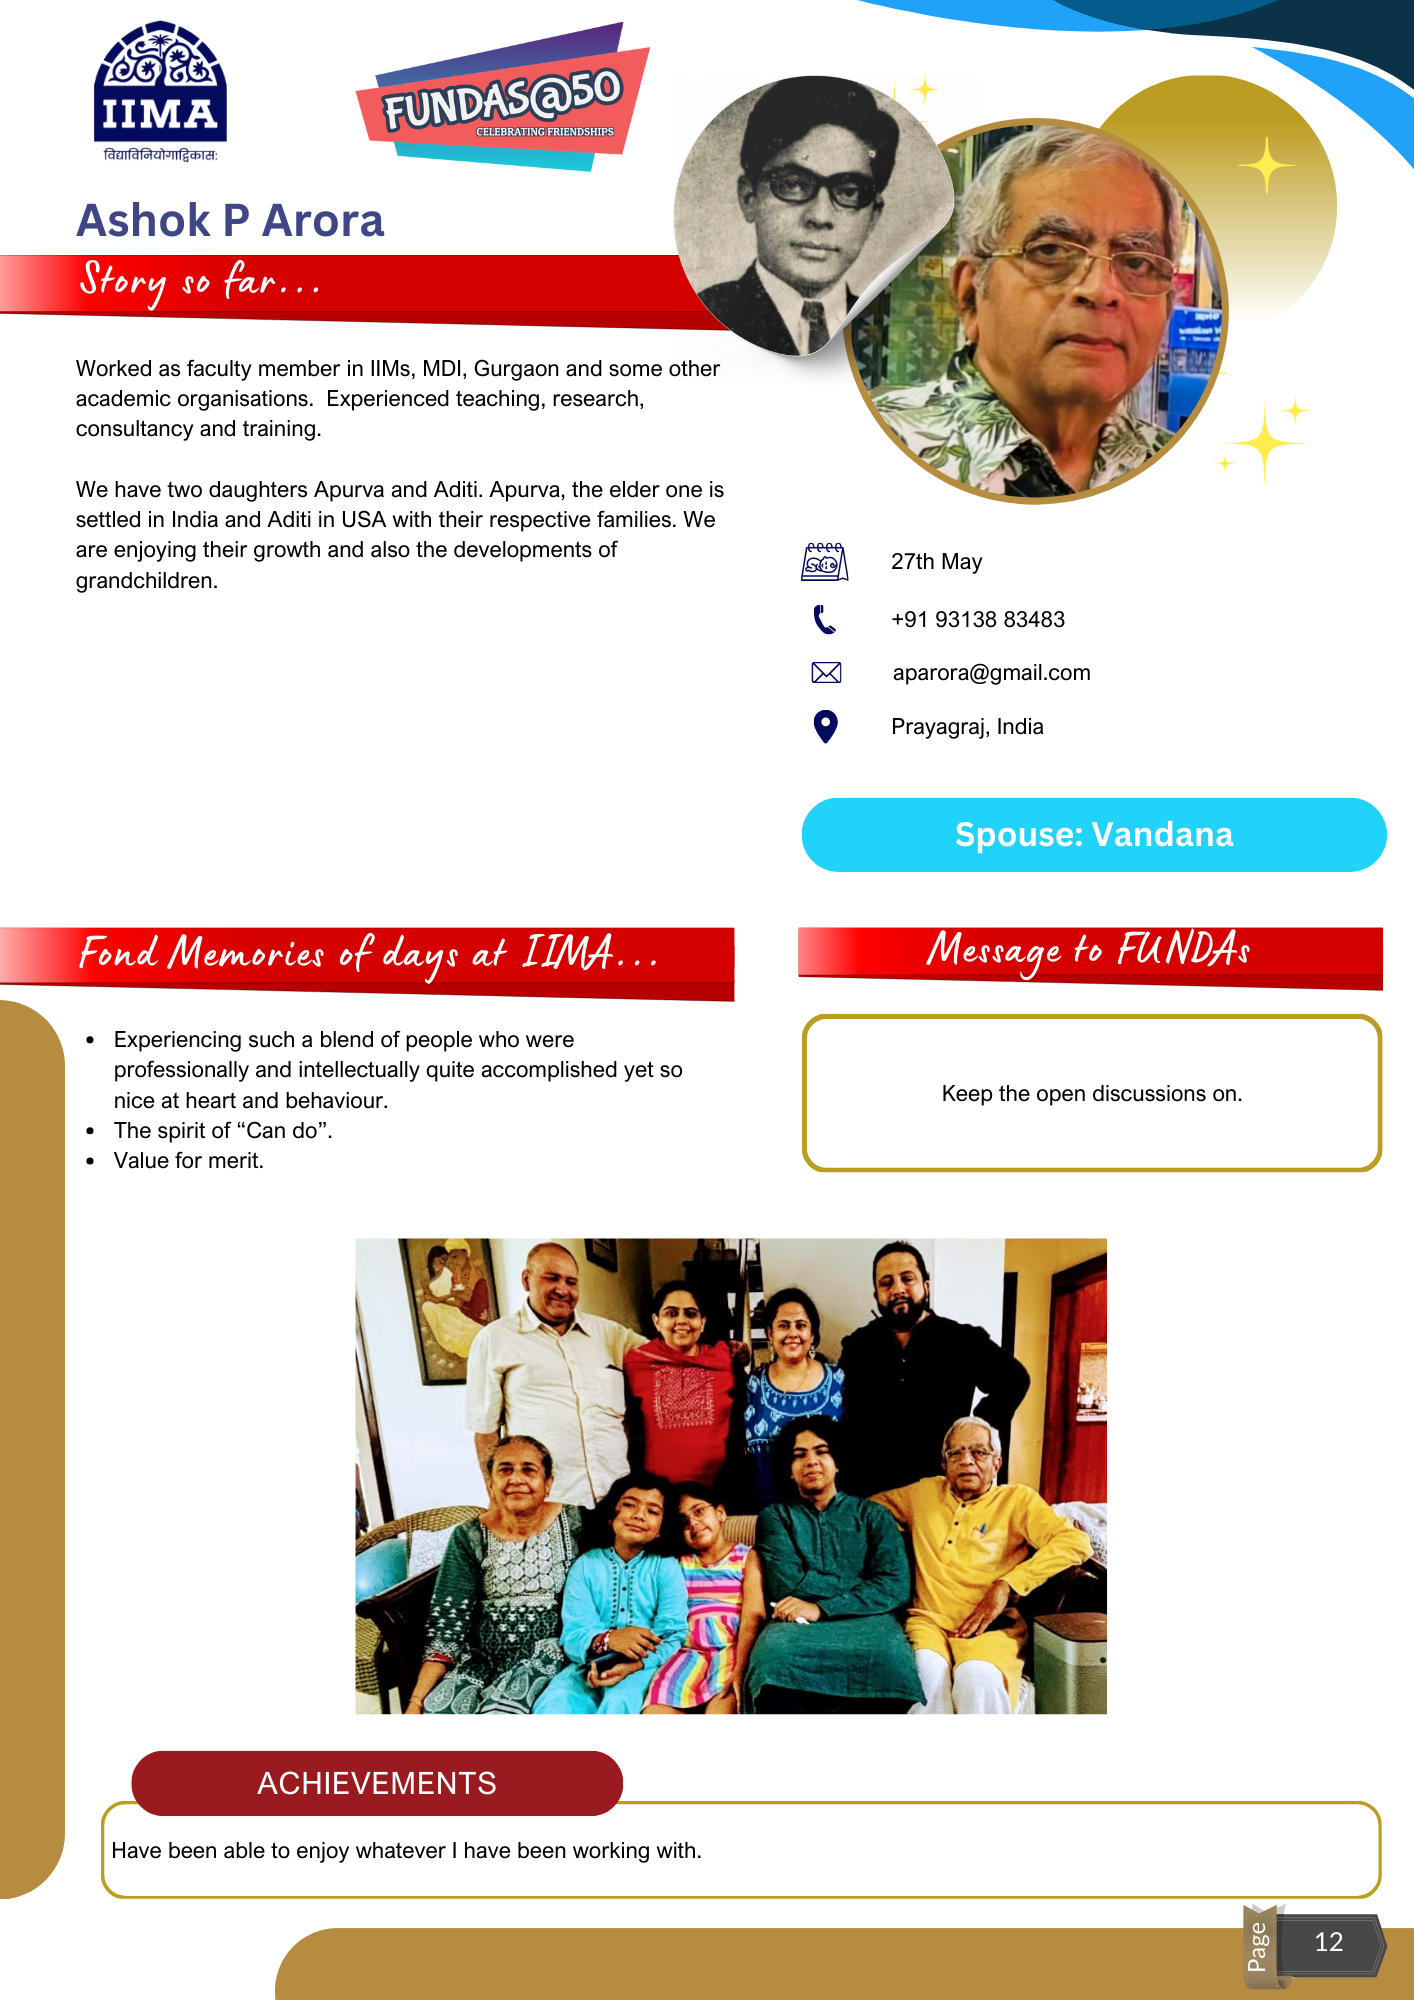 IIMA
विद्याविनियोगाद्विकास:
FUNDAS@50
CELEBRATING FRIENDSHIPS
Ashok P Arora
Story so far...
Worked as faculty member in IIMs, MDI, Gurgaon and some other
academic organisations.  Experienced teaching, research,
consultancy and training.
We have two daughters Apurva and Aditi. Apurva, the elder one is
settled in India and Aditi in USA with their respective families. We
are enjoying their growth and also the developments of
grandchildren.
27th May
+91 93138 83483
aparora@gmail.com
Prayagraj, India
Spouse: Vandana
Fond Memories of days at IIMA...
• Experiencing such a blend of people who were
professionally and intellectually quite accomplished yet so
nice at heart and behaviour.
• The spirit of “Can do”.
• Value for merit.
Message to FUNDAs
Keep the open discussions on.
ACHIEVEMENTS
Have been able to enjoy whatever I have been working with.
Page
12